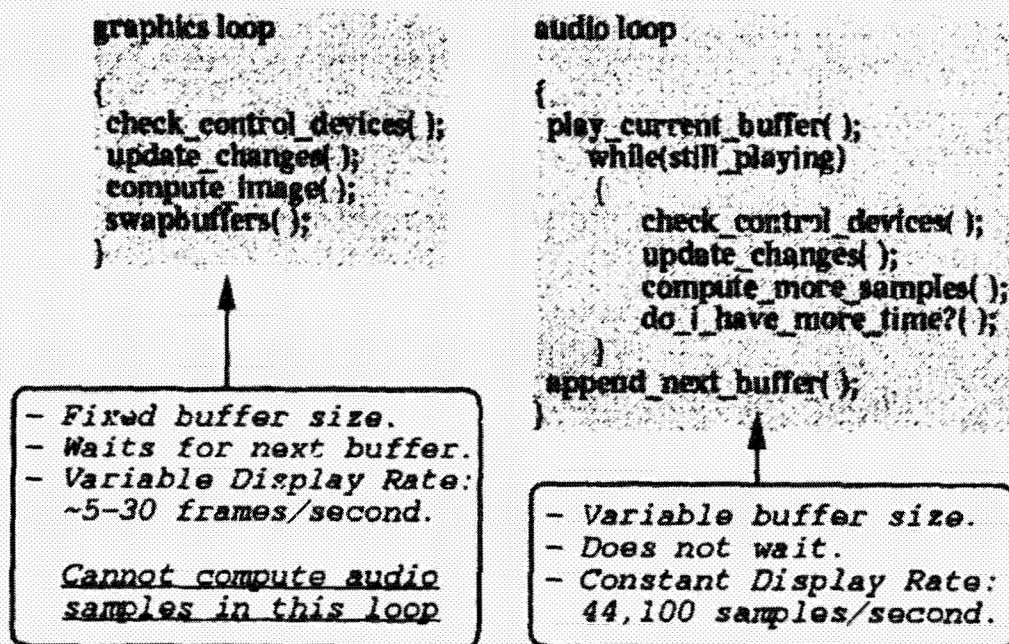 graphics loop
{
check_control_devices( );
update_changes( );
compute_image( );
swapbuffers( );
}
- Fixed buffer size.
- Waits for next buffer.
- Variable Display Rate:
~5-30 frames/second.
Cannot compute audio
samples in this loop
audio loop
{
play_current_buffer( );
while(still_playing)
{
check_control_devices( );
update_changes( );
compute_more_samples( );
do_i_have_more_time?( );
}
append_next_buffer( );
}
- Variable buffer size.
- Does not wait.
- Constant Display Rate:
44,100 samples/second.